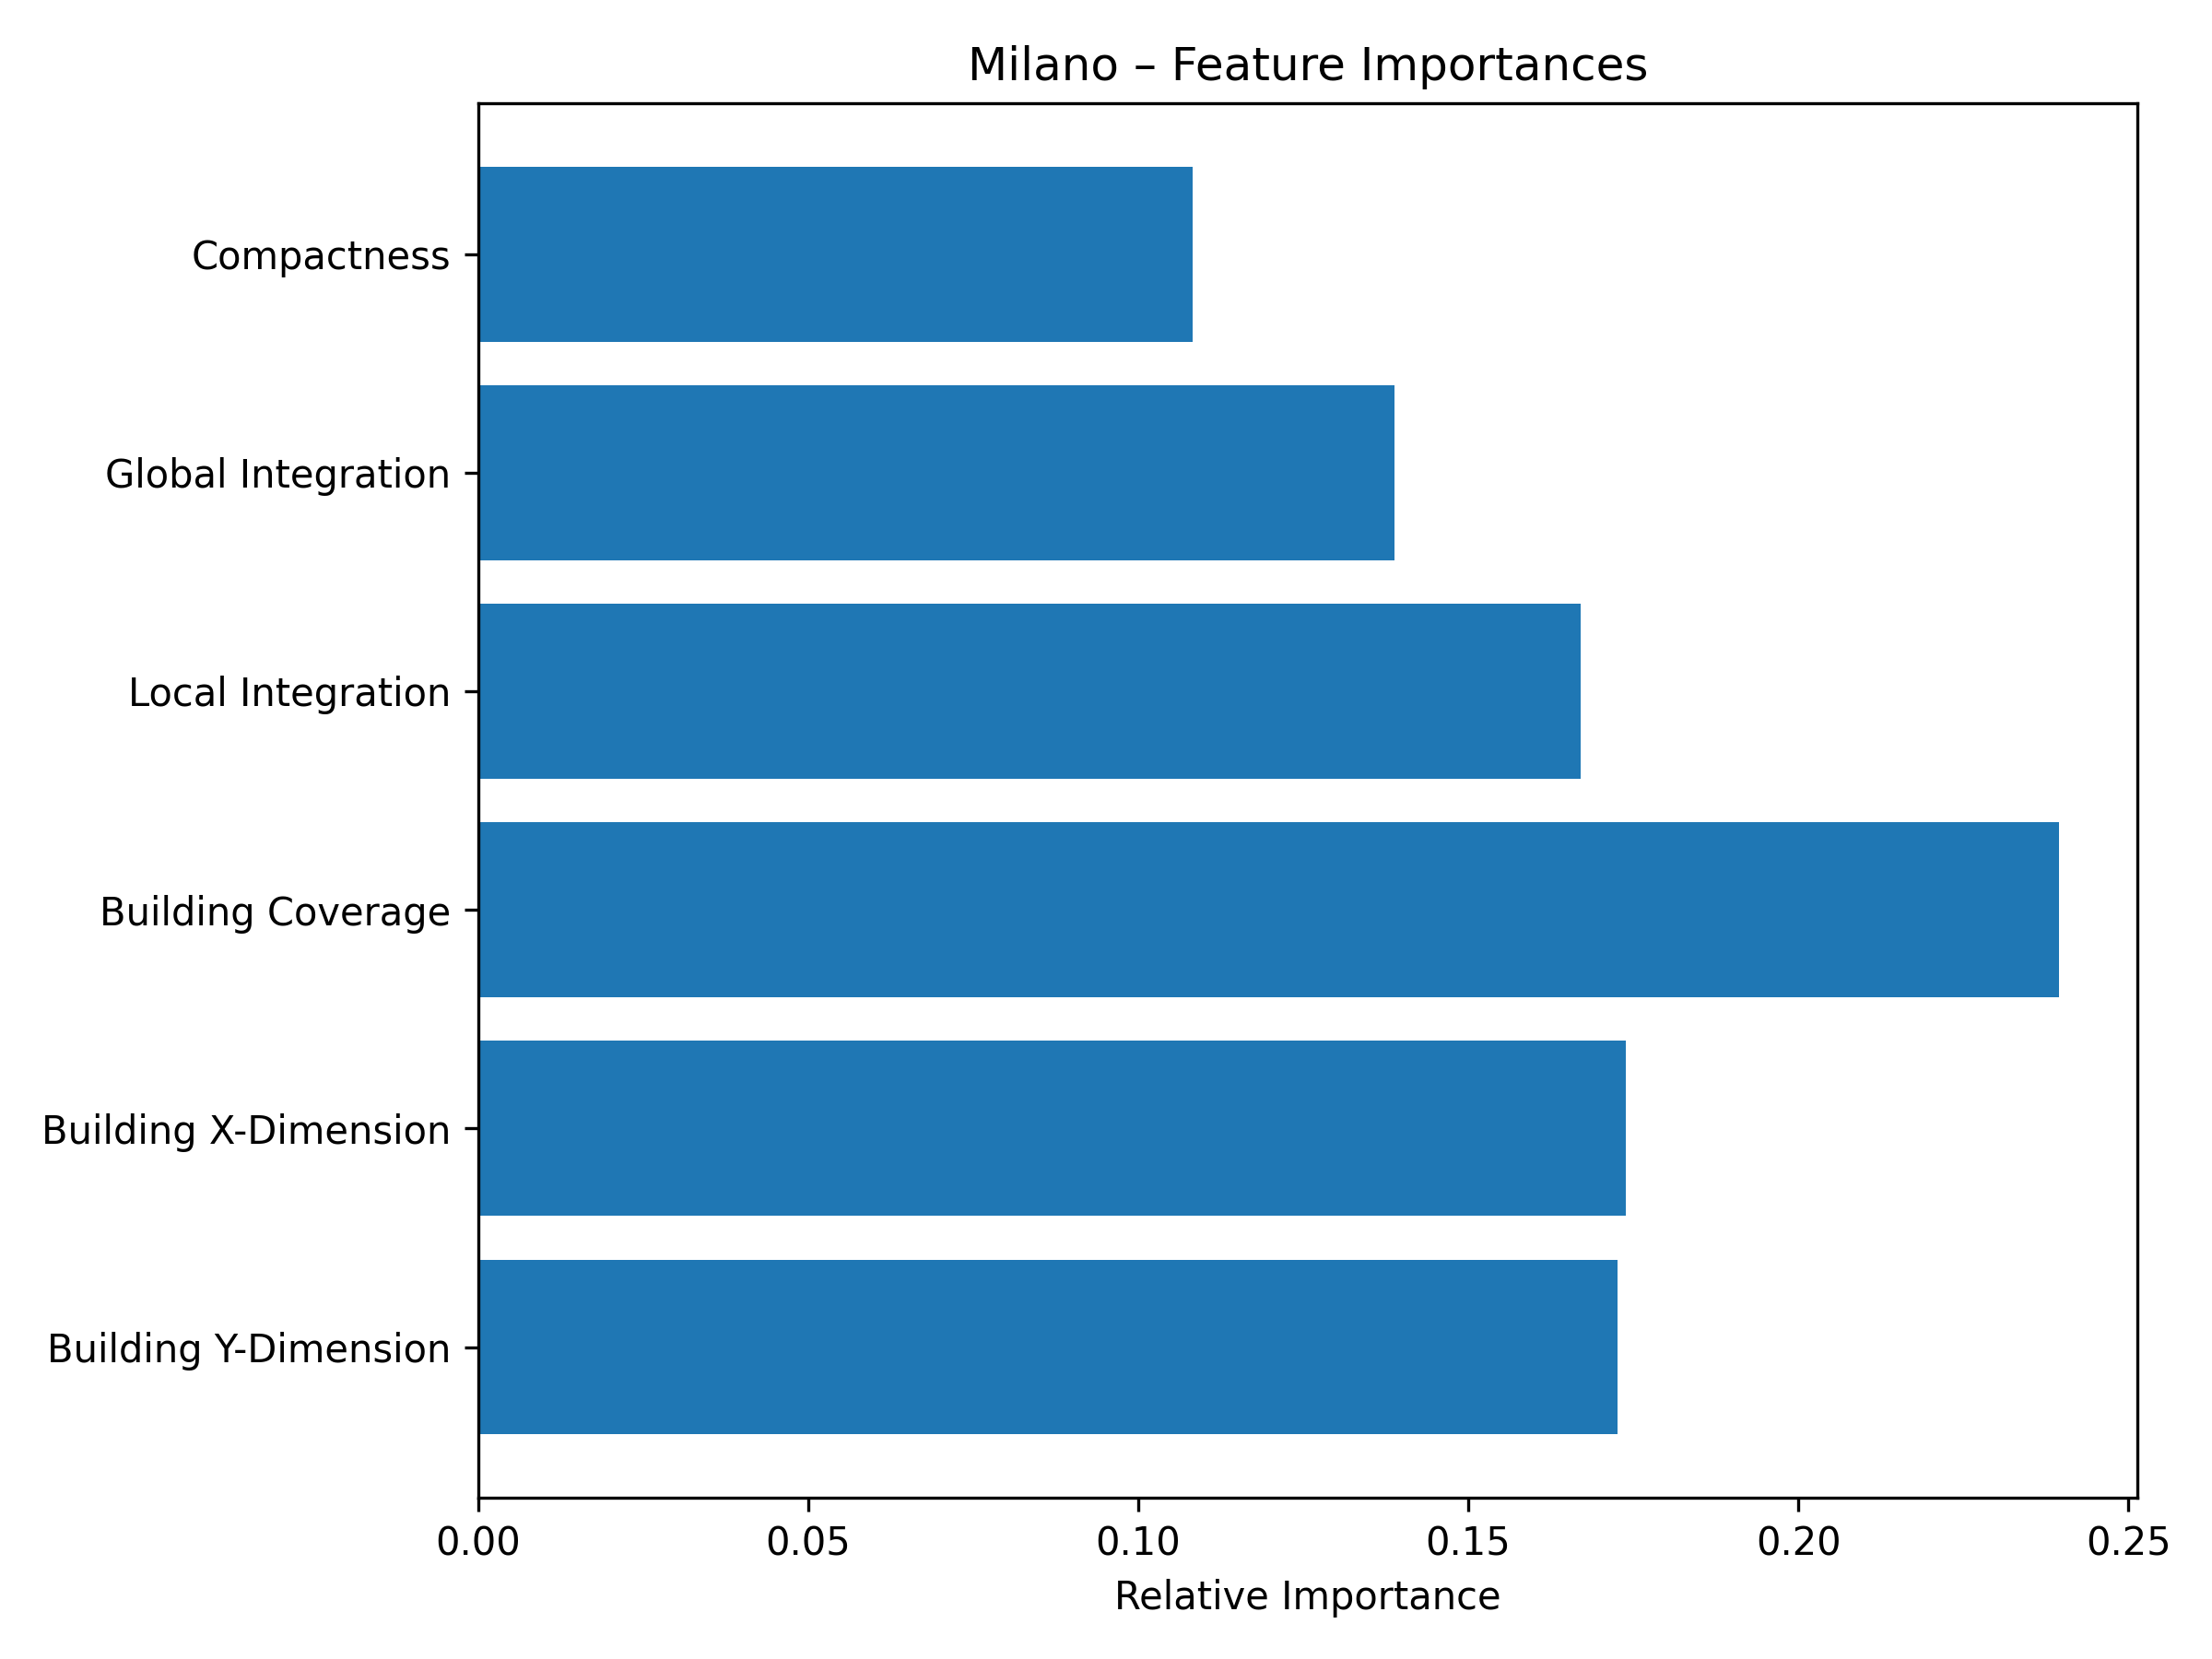 Milano – Feature Importances
Compactness
Global Integration
Local Integration
Building Coverage
Building X-Dimension
Building Y-Dimension
0.00 0.05 0.10 0.15 0.20 0.25
Relative Importance